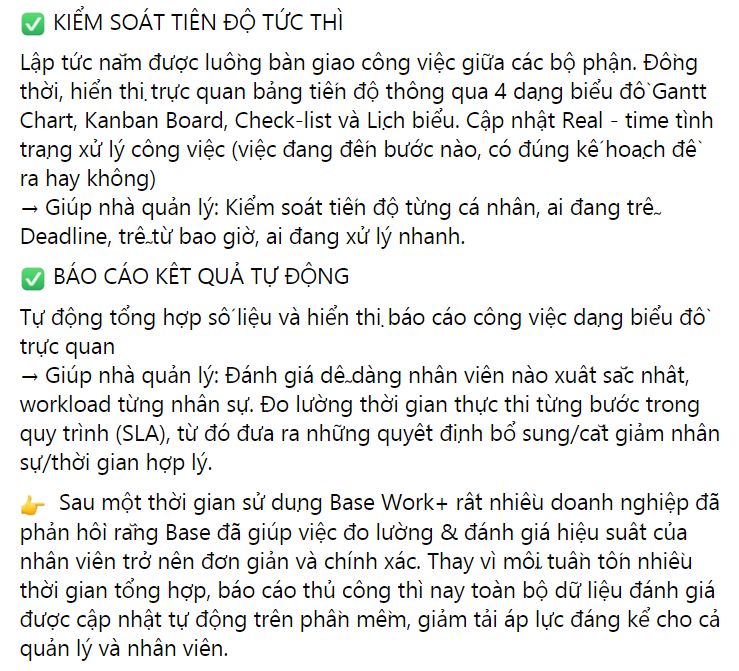 ✅ KIỂM SOÁT TIẾN ĐỘ TỨC THÌ
Lập tức nắm được luồng bàn giao công việc giữa các bộ phận. Đồng
thời, hiển thị trực quan bảng tiến độ thông qua 4 dạng biểu đồ Gantt
Chart, Kanban Board, Check-list và Lịch biểu. Cập nhật Real - time tình
trạng xử lý công việc (việc đang đến bước nào, có đúng kế hoạch đề
ra hay không)
→ Giúp nhà quản lý: Kiểm soát tiến độ từng cá nhân, ai đang trễ
Deadline, trễ từ bao giờ, ai đang xử lý nhanh.
✅ BÁO CÁO KẾT QUẢ TỰ ĐỘNG
Tự động tổng hợp số liệu và hiển thị báo cáo công việc dạng biểu đồ
trực quan
→ Giúp nhà quản lý: Đánh giá dễ dàng nhân viên nào xuất sắc nhất,
workload từng nhân sự. Đo lường thời gian thực thi từng bước trong
quy trình (SLA), từ đó đưa ra những quyết định bổ sung/cắt giảm nhân
sự/thời gian hợp lý.
👉 Sau một thời gian sử dụng Base Work+ rất nhiều doanh nghiệp đã
phản hồi rằng Base đã giúp việc đo lường & đánh giá hiệu suất của
nhân viên trở nên đơn giản và chính xác. Thay vì mỗi tuần tốn nhiều
thời gian tổng hợp, báo cáo thủ công thì nay toàn bộ dữ liệu đánh giá
được cập nhật tự động trên phần mềm, giảm tải áp lực đáng kể cho cả
quản lý và nhân viên.